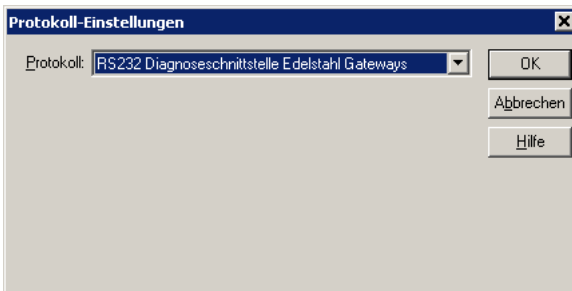 Protokoll-Einstellungen
Protokoll: RS232 Diagnoseschnittstelle Edelstahl Gateways
OK
Abbrechen
Hilfe